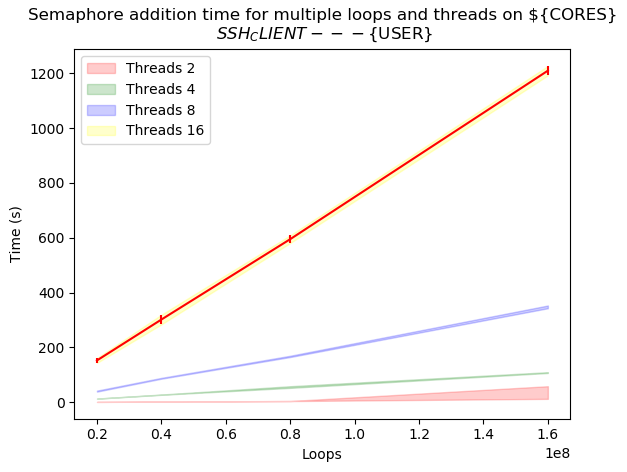 Semaphore addition time for multiple loops and threads on ${CORES}
SSH_CLIENT - - - {USER}
Threads 2
Threads 4
Threads 8
Threads 16
Time (s)
1200
1000
800
600
400
200
0
0.2 0.4 0.6 0.8 1.0 1.2 1.4 1.6
1e8
Loops